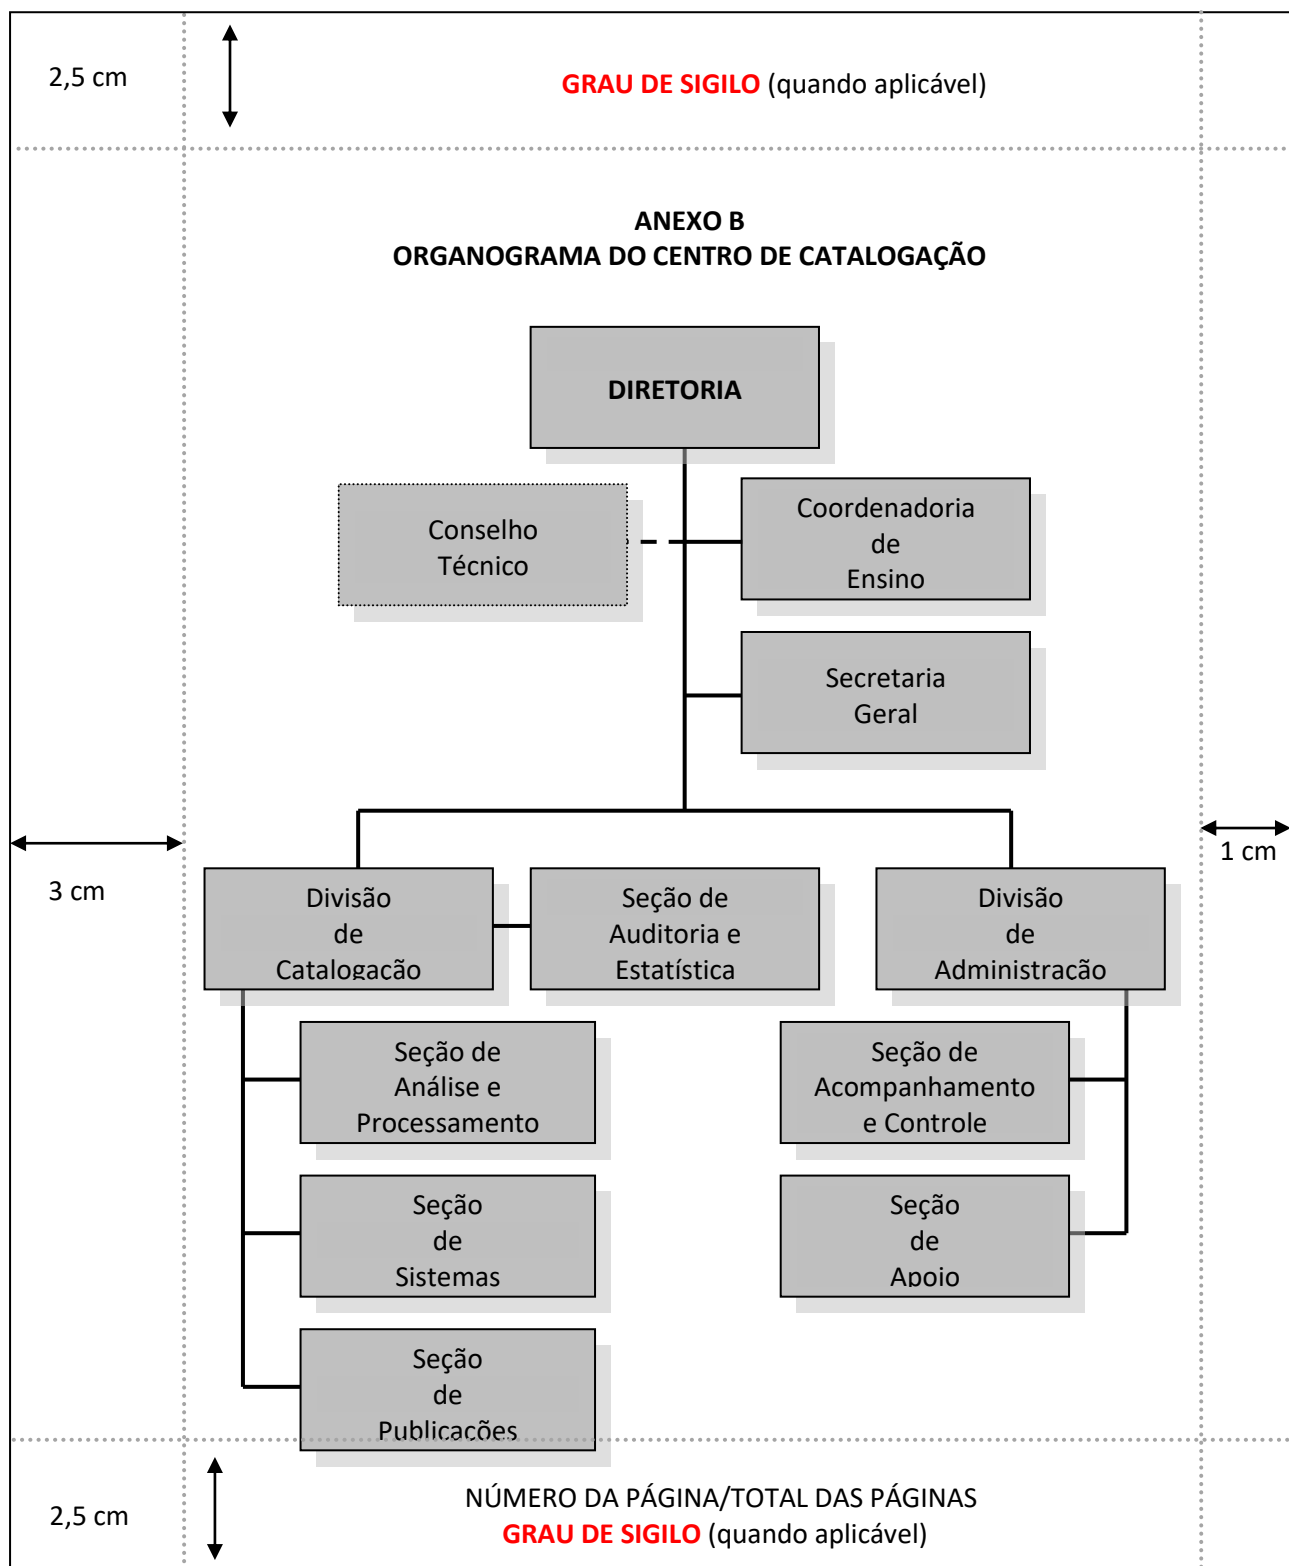 2,5 cm
GRAU DE SIGILO (quando aplicável)
ANEXO B
ORGANOGRAMA DO CENTRO DE CATALOGAÇÃO
DIRETORIA
Conselho
Técnico
Coordenadoria
de
Ensino
Secretaria
Geral
3 cm
1 cm
Divisão
de
Catalogação
Seção de
Auditoria e
Estatística
Divisão
de
Administração
Seção de
Análise e
Processamento
Seção de
Acompanhamento
e Controle
Seção
de
Sistemas
Seção
de
Apoio
Seção
de
Publicações
2,5 cm
NÚMERO DA PÁGINA/TOTAL DAS PÁGINAS
GRAU DE SIGILO (quando aplicável)